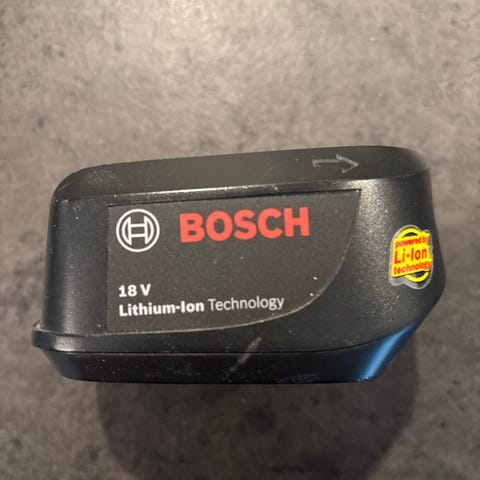 BOSCH
18 V
Lithium-Ion Technology
powered by
Li-Ion
technology